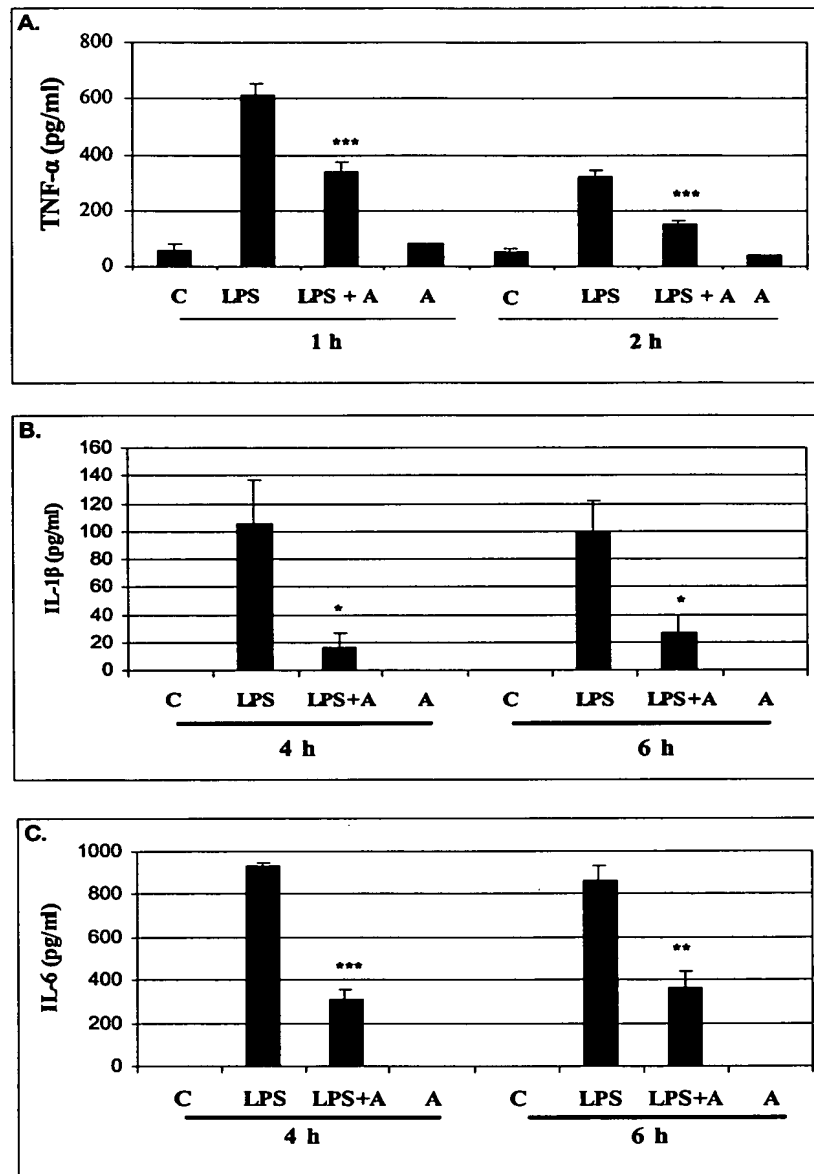 A.
TNF-α (pg/ml)
800
600
400
200
0
***
***
C LPS LPS + A A C LPS LPS + A A
1 h 2 h
B.
IL-1β (pg/ml)
160
140
120
100
80
60
40
20
0
*
*
C LPS LPS+A A C LPS LPS+A A
4 h 6 h
C.
IL-6 (pg/ml)
1000
800
600
400
200
0
***
**
C LPS LPS+A A C LPS LPS+A A
4 h 6 h